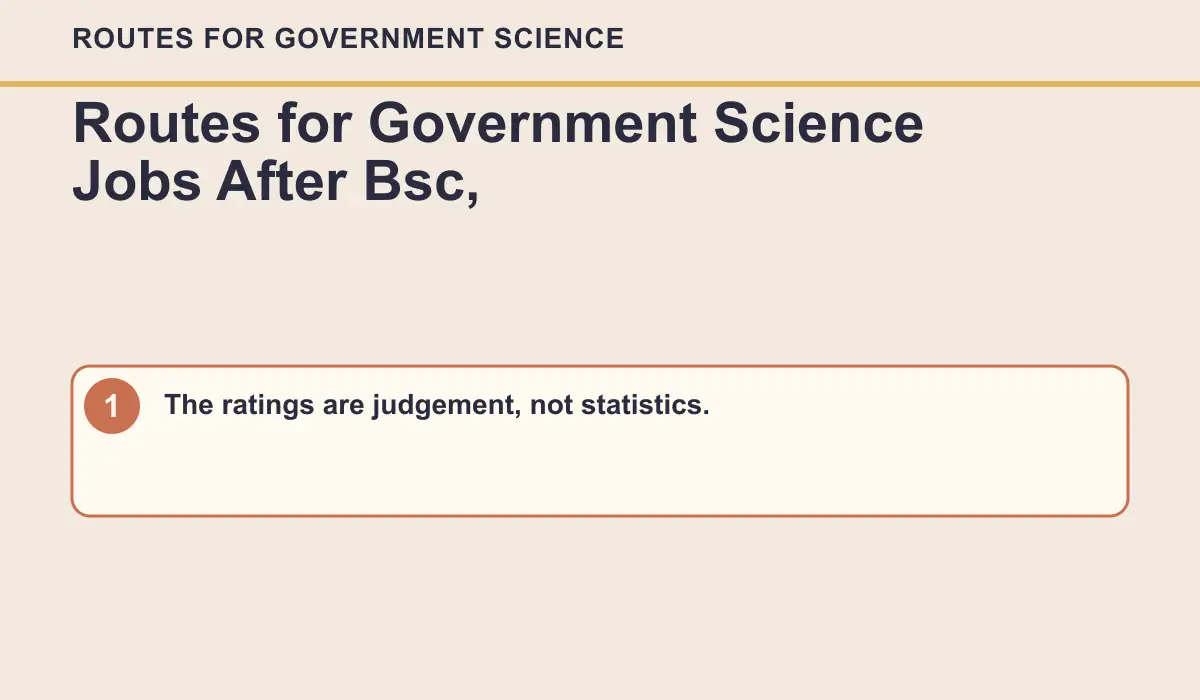 ROUTES FOR GOVERNMENT SCIENCE
Routes for Government Science
Jobs After Bsc,
1 The ratings are judgement, not statistics.